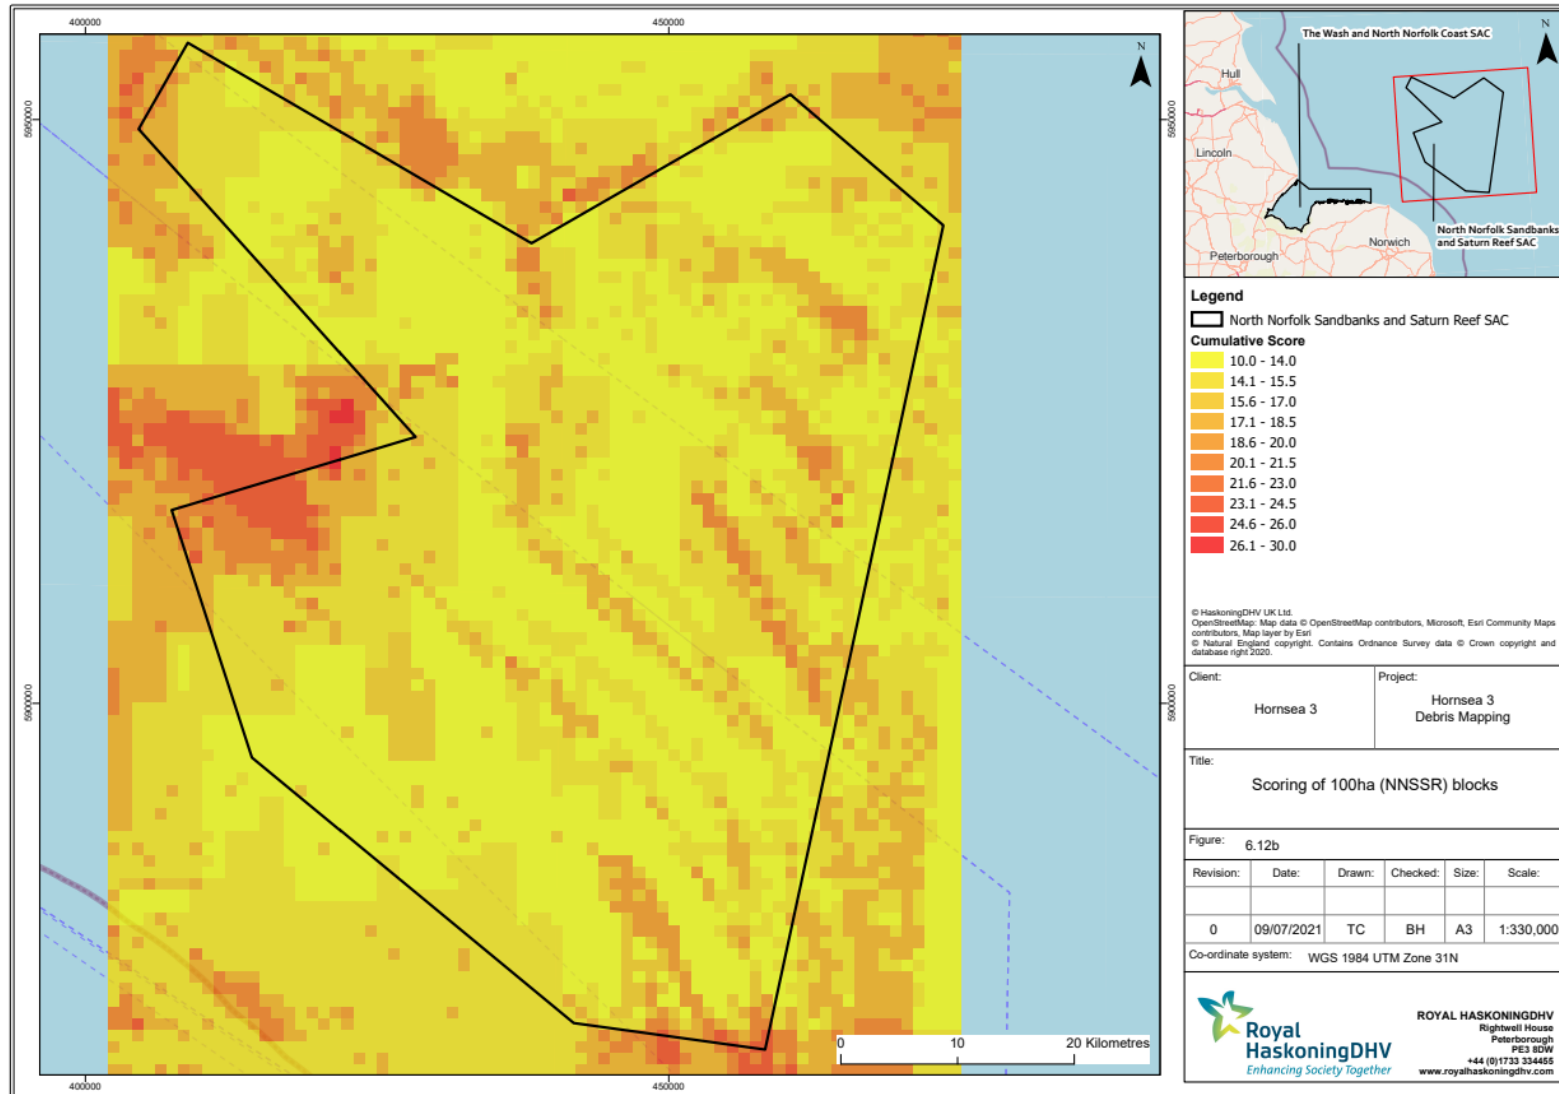 400000
450000
5950000
5950000
5900000
5900000
N
0 10 20 Kilometres
400000
450000
The Wash and North Norfolk Coast SAC
N
Hull
Lincoln
Norwich
Peterborough
North Norfolk Sandbanks
and Saturn Reef SAC
Legend
North Norfolk Sandbanks and Saturn Reef SAC
Cumulative Score
10.0 - 14.0
14.1 - 15.5
15.6 - 17.0
17.1 - 18.5
18.6 - 20.0
20.1 - 21.5
21.6 - 23.0
23.1 - 24.5
24.6 - 26.0
26.1 - 30.0
© HaskoningDHV UK Ltd.
OpenStreetMap: Map data © OpenStreetMap contributors, Microsoft, Esri Community Maps
contributors, Map layer by Esri
© Natural England copyright. Contains Ordnance Survey data © Crown copyright and
database right 2020.
Client:
Hornsea 3
Project:
Hornsea 3
Debris Mapping
Title:
Scoring of 100ha (NNSSR) blocks
Figure: 6.12b
Revision: Date: Drawn: Checked: Size: Scale:
0 09/07/2021 TC BH A3 1:330,000
Co-ordinate system: WGS 1984 UTM Zone 31N
Royal
HaskoningDHV
Enhancing Society Together
ROYAL HASKONINGDHV
Rightwell House
Peterborough
PE3 8DW
+44 (0)1733 334455
www.royalhaskoningdhv.com